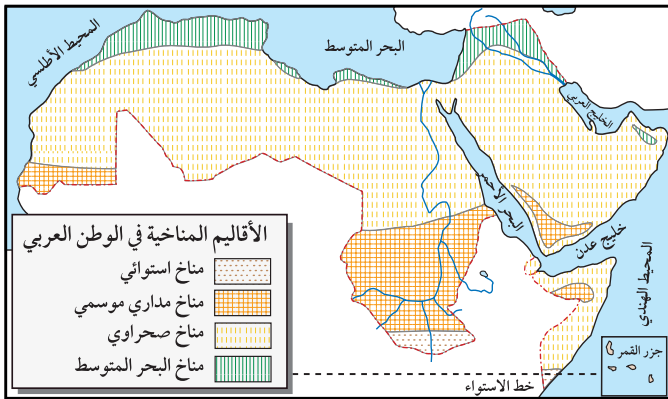 المحيط الأطلسي
البحر المتوسط
الخليج العربي
البحر الأحمر
خليج عدن
المحيط الهندي
الأقاليم المناخية في الوطن العربي
مناخ استوائي
مناخ مداري موسمي
مناخ صحراوي
مناخ البحر المتوسط
جزر القمر
خط الاستواء